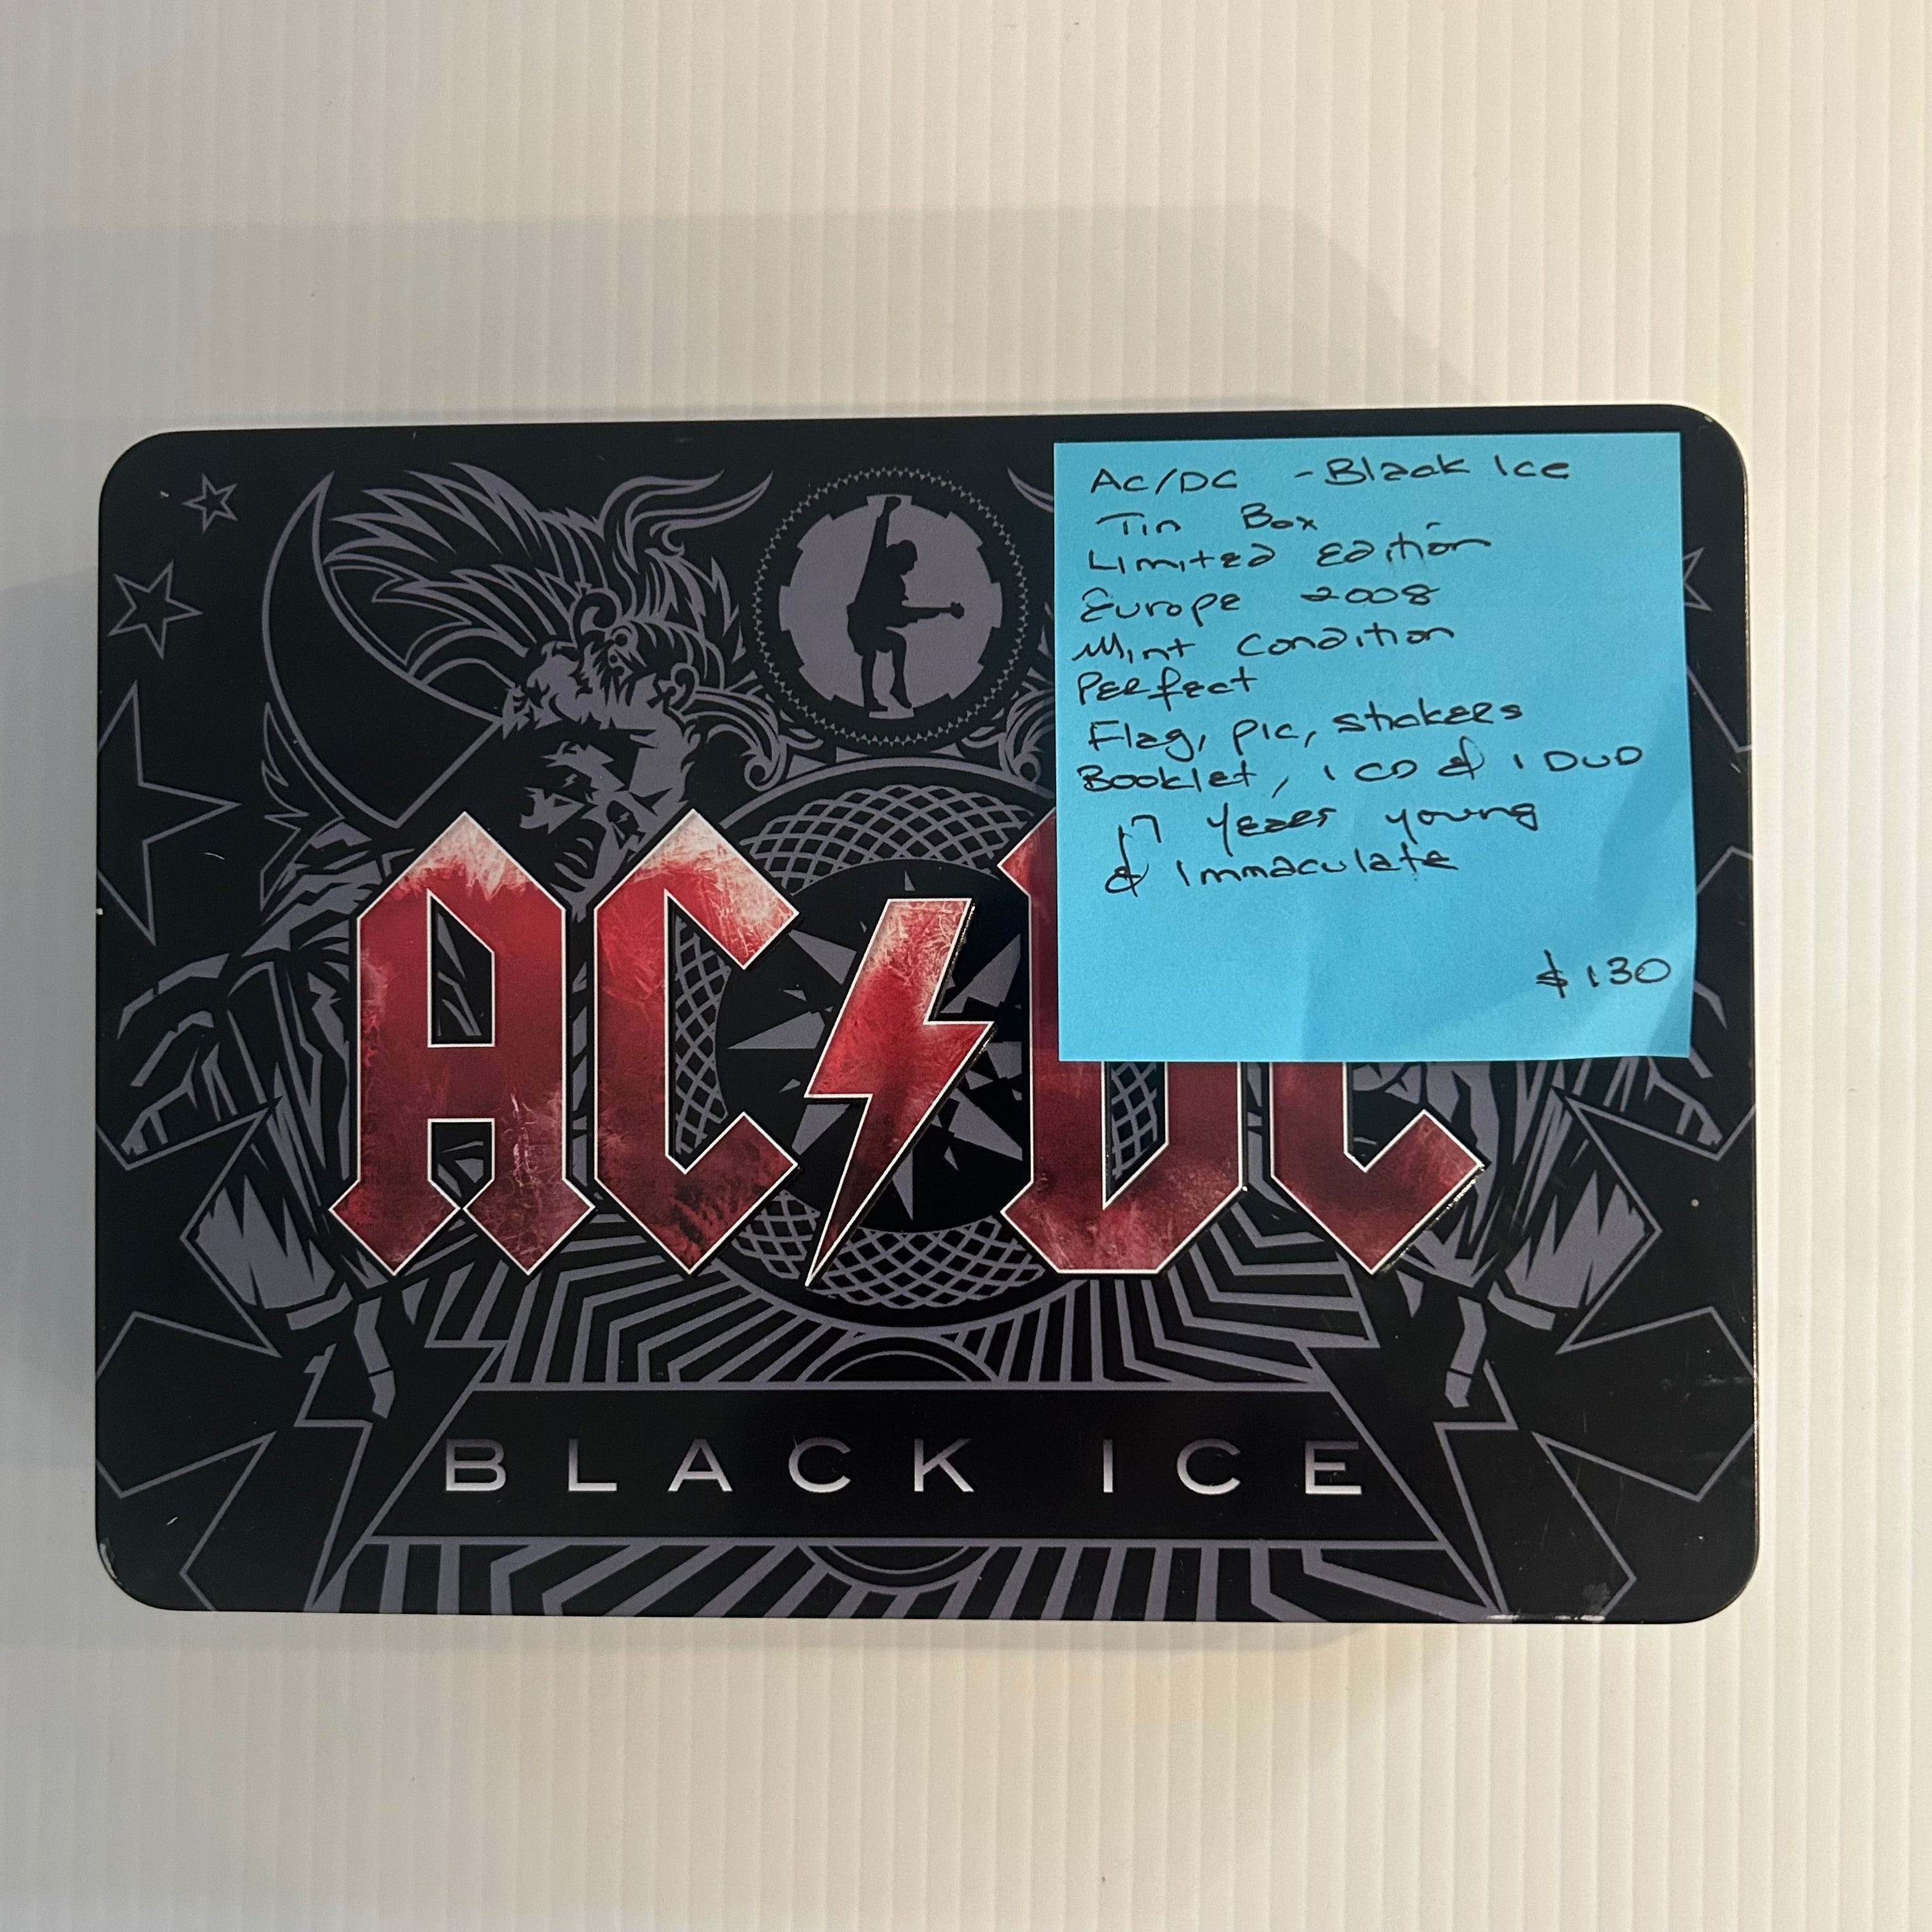 AC/DC - Black Ice
Tin Box
Limited Edition
Europe 2008
Mint Condition
Perfect
Flag, Pic, Stickers
Booklet, 1 CD & 1 DVD
17 years young
& Immaculate
$130
AC DC
BLACK ICE